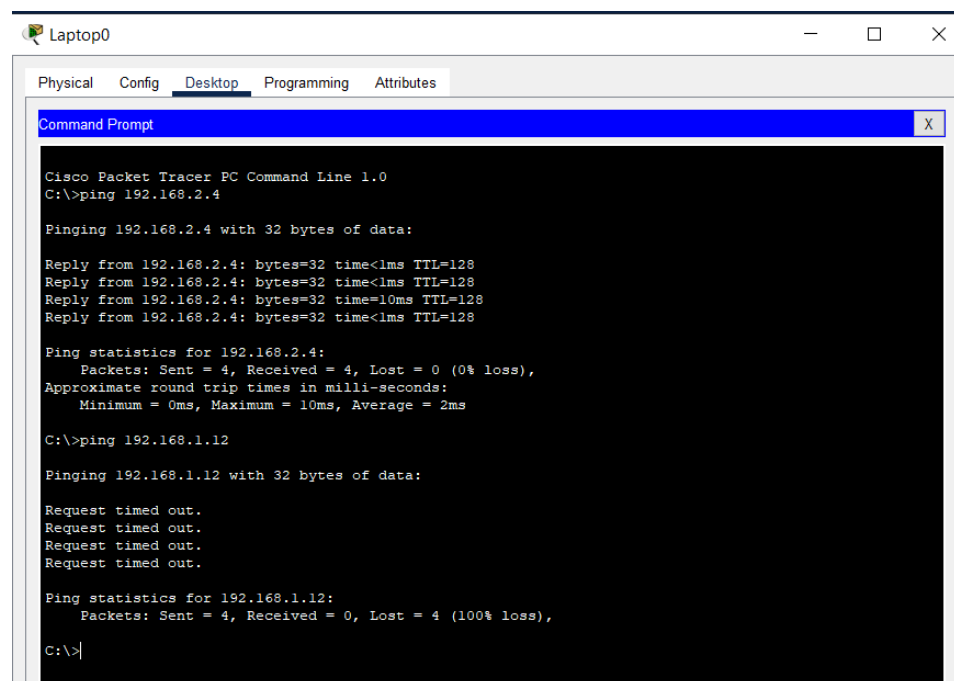 Laptop0
Physical Config Desktop Programming Attributes
Command Prompt X
Cisco Packet Tracer PC Command Line 1.0
C:\>ping 192.168.2.4
Pinging 192.168.2.4 with 32 bytes of data:
Reply from 192.168.2.4: bytes=32 time<1ms TTL=128
Reply from 192.168.2.4: bytes=32 time<1ms TTL=128
Reply from 192.168.2.4: bytes=32 time=10ms TTL=128
Reply from 192.168.2.4: bytes=32 time<1ms TTL=128
Ping statistics for 192.168.2.4:
Packets: Sent = 4, Received = 4, Lost = 0 (0% loss),
Approximate round trip times in milli-seconds:
Minimum = 0ms, Maximum = 10ms, Average = 2ms
C:\>ping 192.168.1.12
Pinging 192.168.1.12 with 32 bytes of data:
Request timed out.
Request timed out.
Request timed out.
Request timed out.
Ping statistics for 192.168.1.12:
Packets: Sent = 4, Received = 0, Lost = 4 (100% loss),
C:\>